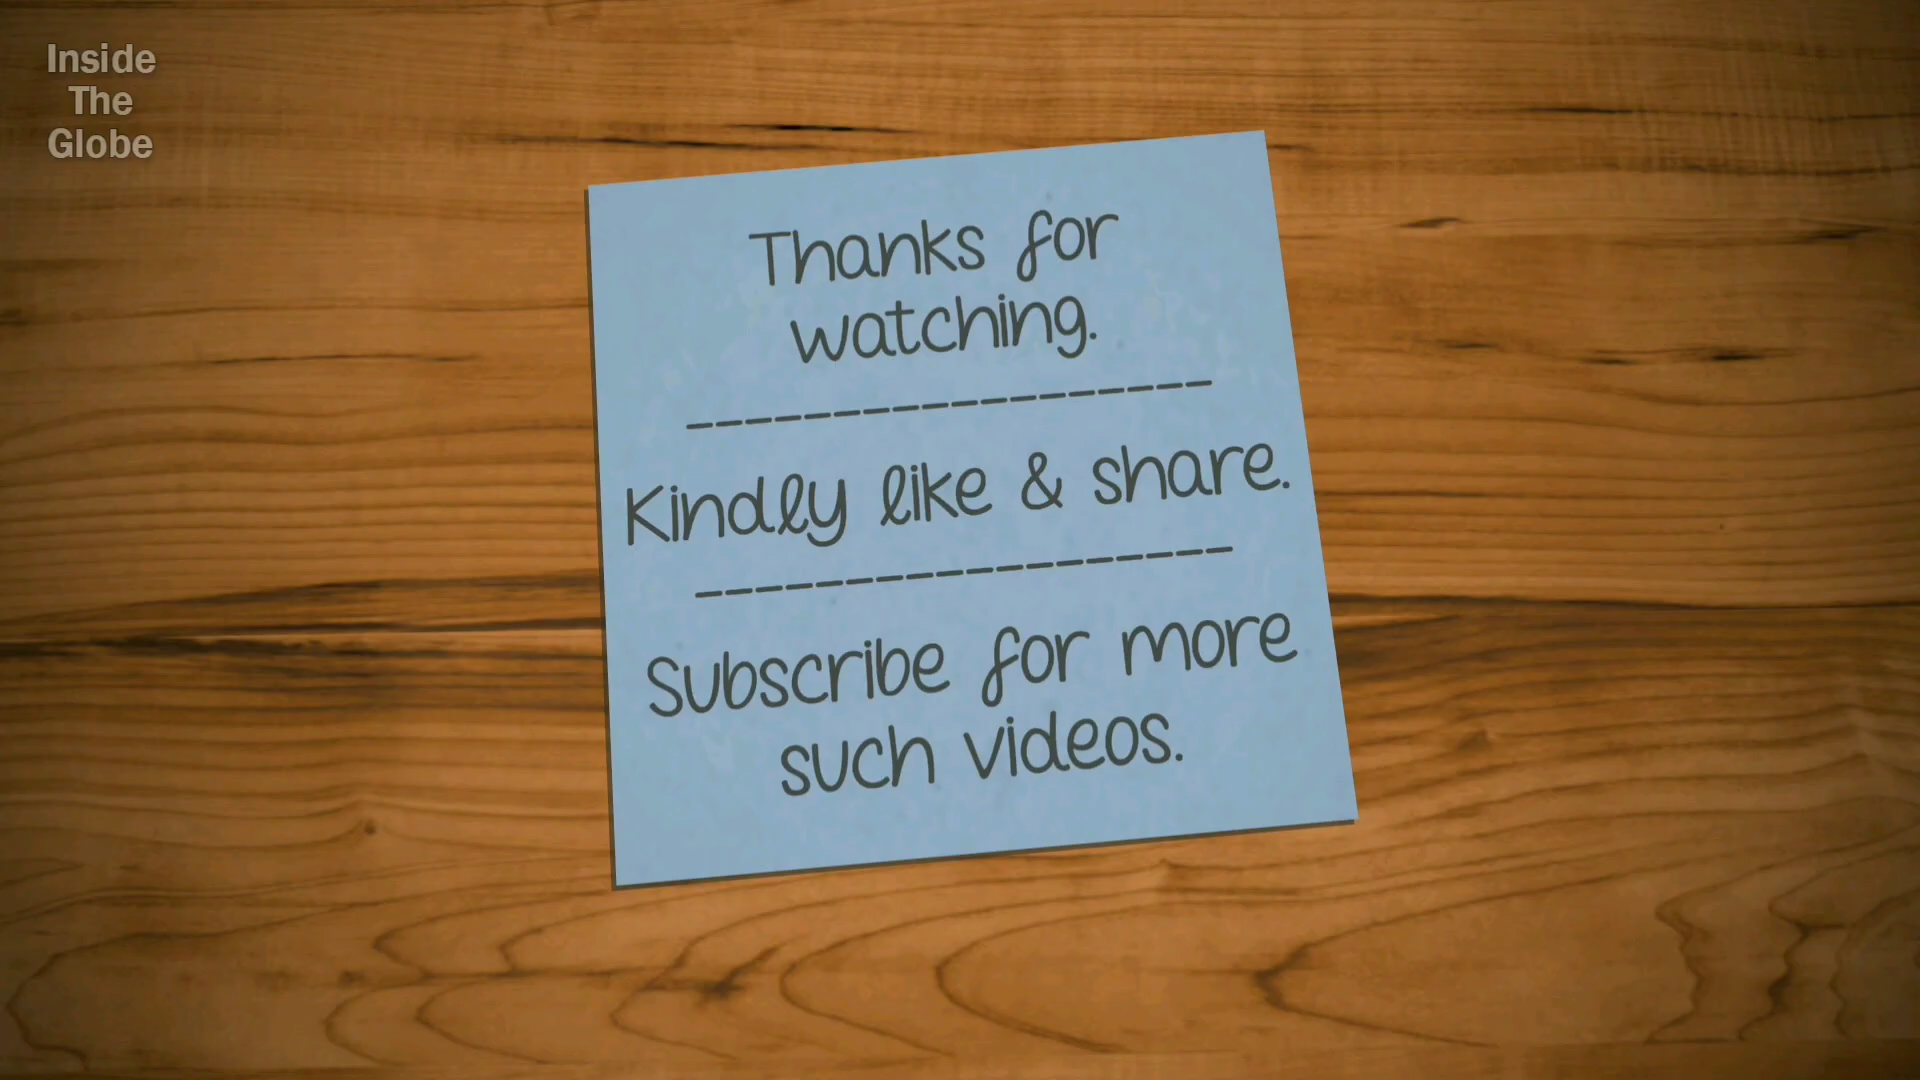 Inside
The
Globe
Thanks for
watching.
------------------
Kindly like & share.
------------------
Subscribe for more
such videos.